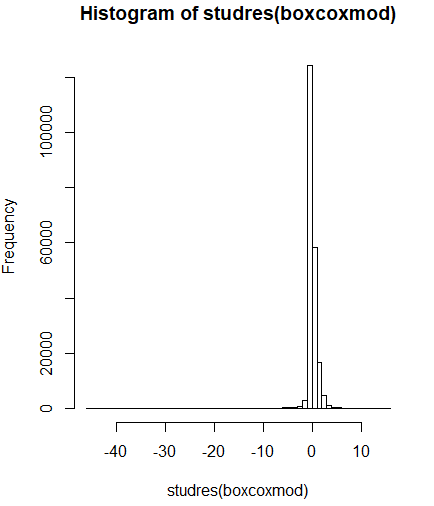 Histogram of studres(boxcoxmod)
Frequency
100000
60000
20000
0
-40 -30 -20 -10 0 10
studres(boxcoxmod)